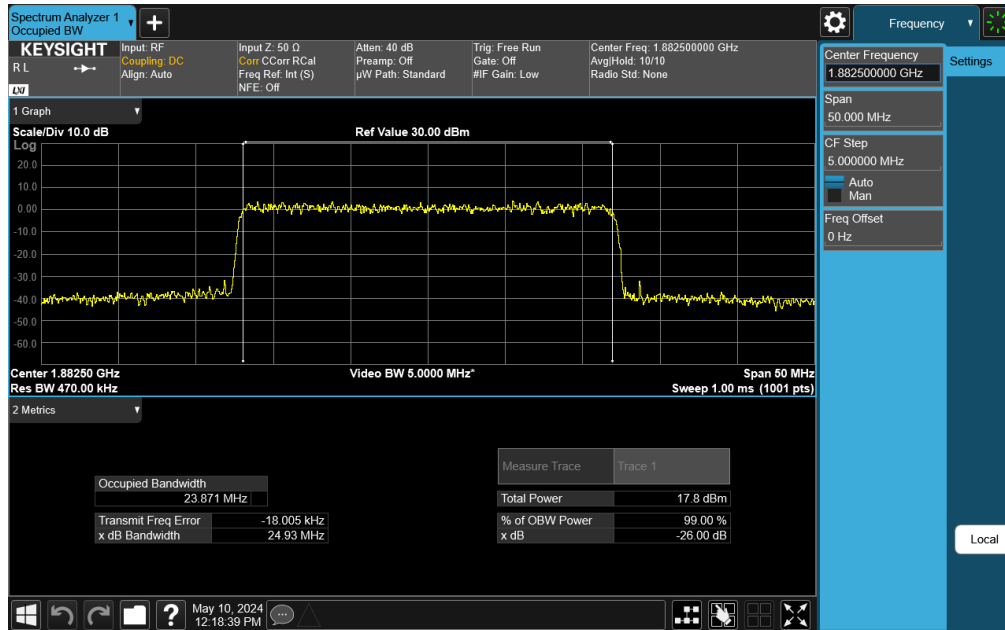 Spectrum Analyzer 1
Occupied BW
+
Frequency
KEYSIGHT
R L
LXI
Input: RF
Coupling: DC
Align: Auto
Input Z: 50 Ω
Corr CCorr RCal
Freq Ref: Int (S)
NFE: Off
Atten: 40 dB
Preamp: Off
µW Path: Standard
Trig: Free Run
Gate: Off
#IF Gain: Low
Center Freq: 1.882500000 GHz
Avg|Hold: 10/10
Radio Std: None
Center Frequency
1.882500000 GHz
Settings
Span
50.000 MHz
CF Step
5.000000 MHz
Auto
Man
Freq Offset
0 Hz
1 Graph
Scale/Div 10.0 dB
Ref Value 30.00 dBm
Log
20.0
10.0
0.00
-10.0
-20.0
-30.0
-40.0
-50.0
-60.0
Center 1.88250 GHz
Video BW 5.0000 MHz*
Span 50 MHz
Res BW 470.00 kHz
Sweep 1.00 ms (1001 pts)
2 Metrics
Measure Trace
Trace 1
Occupied Bandwidth
23.871 MHz
Total Power
17.8 dBm
Transmit Freq Error
-18.005 kHz
% of OBW Power
99.00 %
x dB Bandwidth
24.93 MHz
x dB
-26.00 dB
Local
?
May 10, 2024
12:18:39 PM